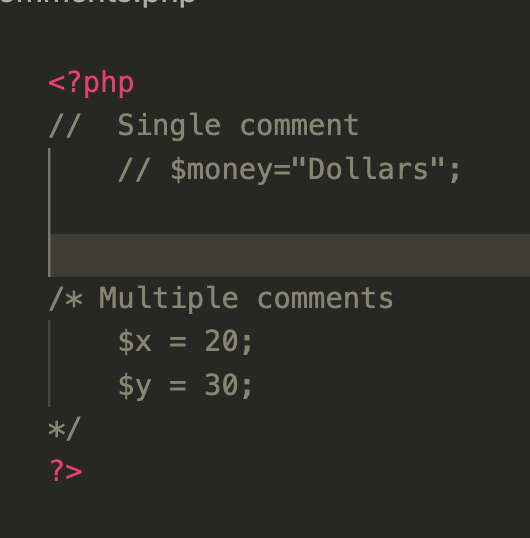 <?php
//  Single comment
    // $money="Dollars";
/* Multiple comments
    $x = 20;
    $y = 30;
*/
?>